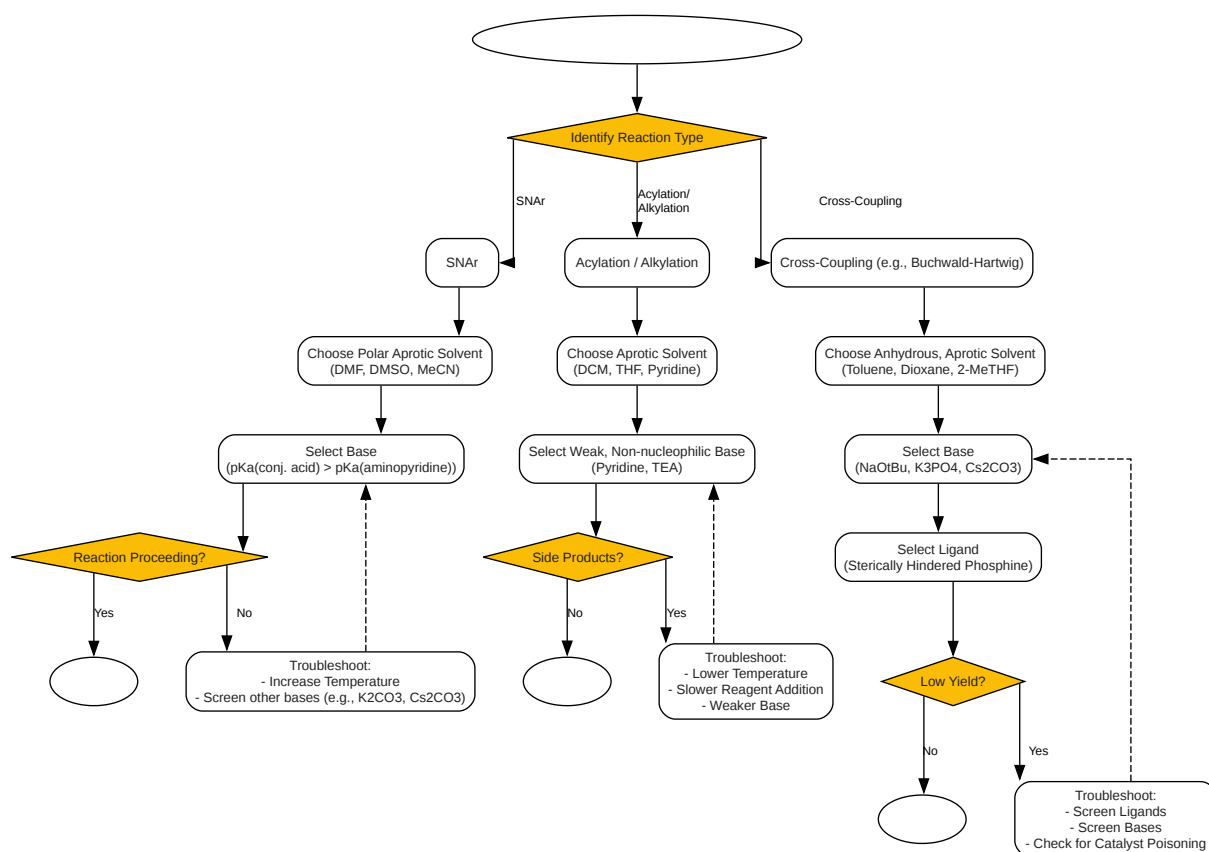 Identify Reaction Type
SNAr
Acylation/
Alkylation
Cross-Coupling
SNAr
Acylation / Alkylation
Cross-Coupling (e.g., Buchwald-Hartwig)
Choose Polar Aprotic Solvent
(DMF, DMSO, MeCN)
Choose Aprotic Solvent
(DCM, THF, Pyridine)
Choose Anhydrous, Aprotic Solvent
(Toluene, Dioxane, 2-MeTHF)
Select Base
(pKa(conj. acid) > pKa(aminopyridine))
Select Weak, Non-nucleophilic Base
(Pyridine, TEA)
Select Base
(NaOtBu, K3PO4, Cs2CO3)
Reaction Proceeding?
Side Products?
Select Ligand
(Sterically Hindered Phosphine)
Yes
No
No
Yes
Troubleshoot:
- Increase Temperature
- Screen other bases (e.g., K2CO3, Cs2CO3)
Troubleshoot:
- Lower Temperature
- Slower Reagent Addition
- Weaker Base
Low Yield?
No
Yes
Troubleshoot:
- Screen Ligands
- Screen Bases
- Check for Catalyst Poisoning